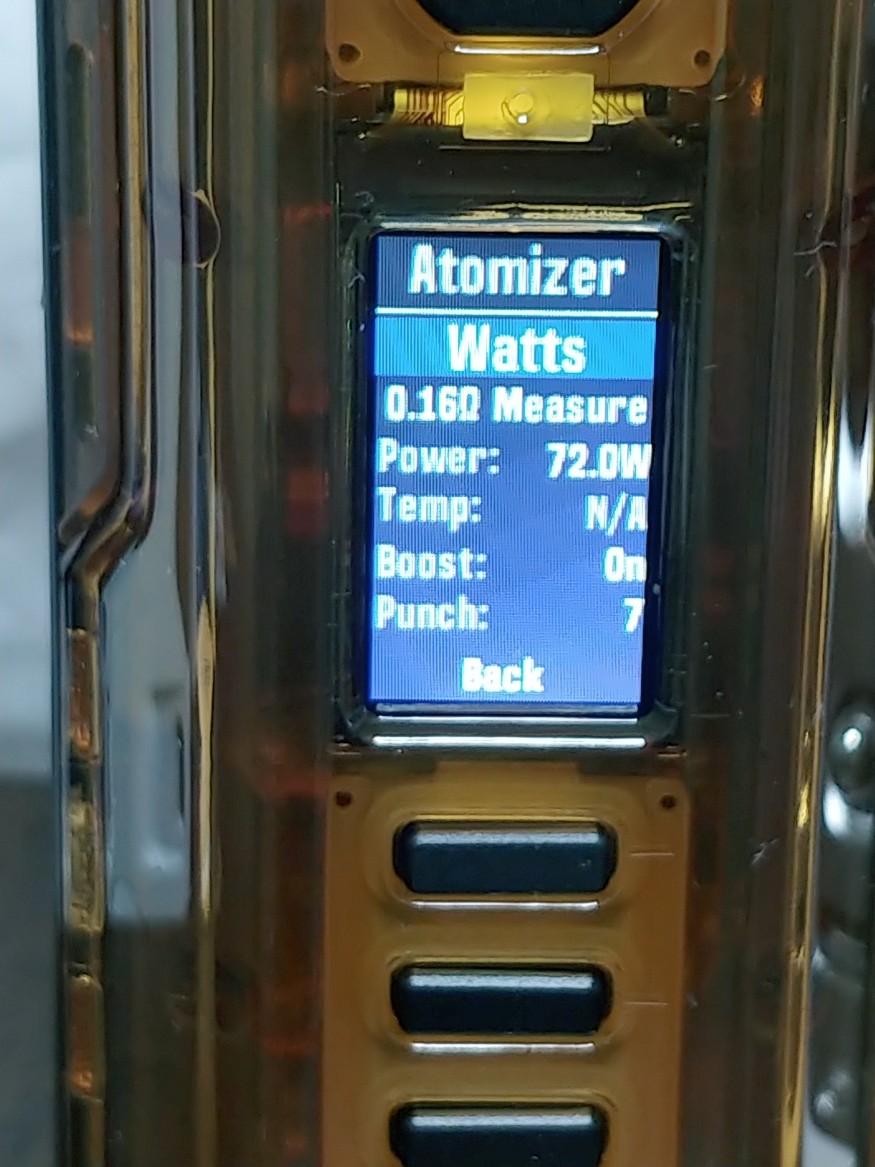 Atomizer
Watts
0.16Ω Measure
Power: 72.0W
Temp: N/A
Boost: On
Punch: 7
Back